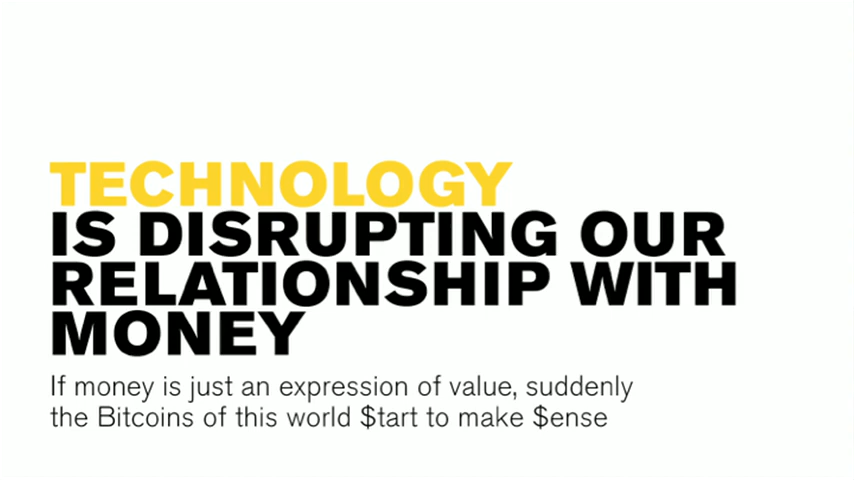 TECHNOLOGY
IS DISRUPTING OUR
RELATIONSHIP WITH
MONEY
If money is just an expression of value, suddenly
the Bitcoins of this world $tart to make $ense